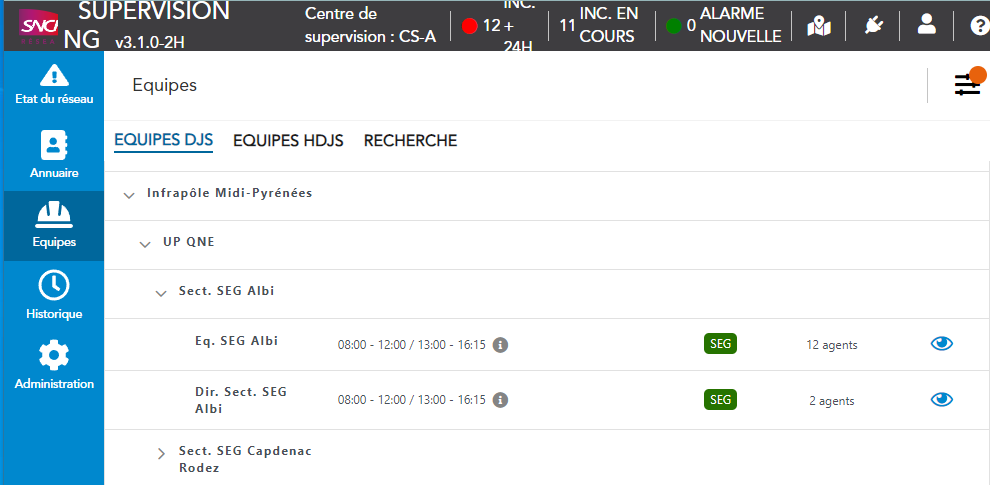 SNCF
SUPERVISION
NG v3.1.0-2H
Centre de
supervision : CS-A
12
INC.
+
24H
11
INC. EN
COURS
0
ALARME
NOUVELLE
Etat du réseau
Annuaire
Equipes
Historique
Administration
Equipes
EQUIPES DJS EQUIPES HDJS RECHERCHE
Infrapôle Midi-Pyrénées
UP QNE
Sect. SEG Albi
Eq. SEG Albi 08:00 - 12:00 / 13:00 - 16:15 SEG 12 agents
Dir. Sect. SEG
Albi
08:00 - 12:00 / 13:00 - 16:15 SEG 2 agents
Sect. SEG Capdenac
Rodez